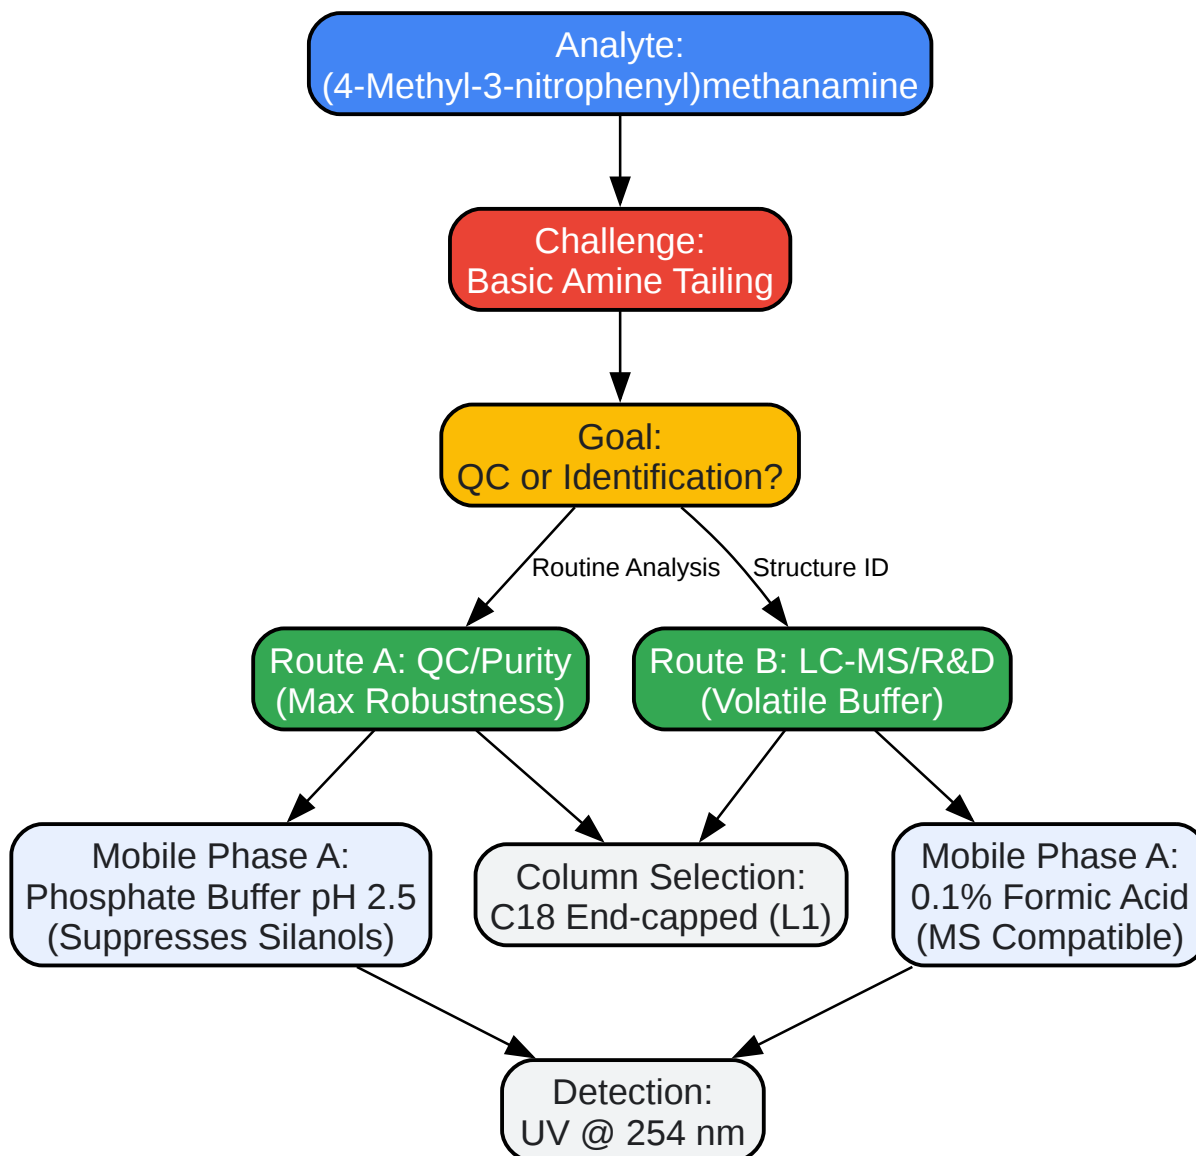 Analyte:
(4-Methyl-3-nitrophenyl)methanamine
Challenge:
Basic Amine Tailing
Goal:
QC or Identification?
Routine Analysis
Structure ID
Route A: QC/Purity
(Max Robustness)
Route B: LC-MS/R&D
(Volatile Buffer)
Mobile Phase A:
Phosphate Buffer pH 2.5
(Suppresses Silanols)
Column Selection:
C18 End-capped (L1)
Mobile Phase A:
0.1% Formic Acid
(MS Compatible)
Detection:
UV @ 254 nm